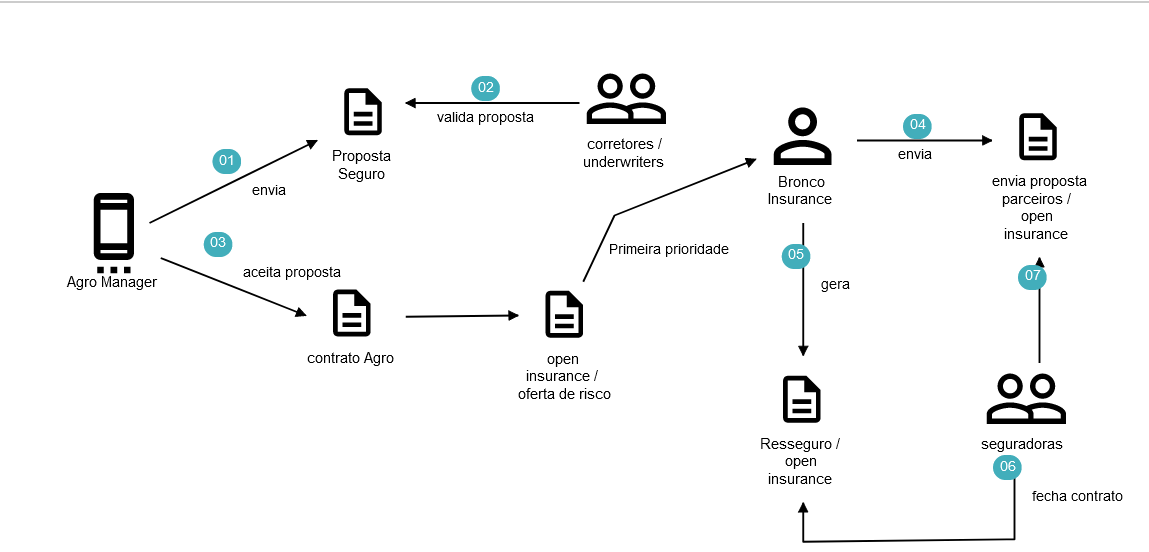 02
valida proposta
corretores /
underwriters
Proposta
Seguro
01
envia
Agro Manager
03
aceita proposta
contrato Agro
open
insurance /
oferta de risco
Primeira prioridade
Bronco
Insurance
04
envia
envia proposta
parceiros /
open
insurance
05
gera
07
Resseguro /
open
insurance
seguradoras
06
fecha contrato